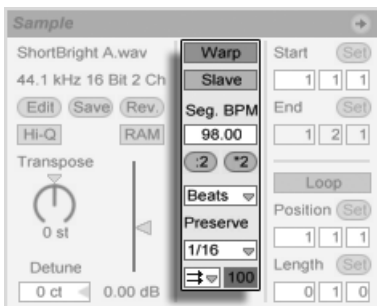 Sample
ShortBright A.wav
44.1 kHz 16 Bit 2 Ch
Edit Save Rev.
Hi-Q RAM
Transpose
0 st
Detune
0 ct 0.00 dB
Warp
Slave
Seg. BPM
98.00
:2 *2
Beats
Preserve
1/16
100
Start Set
1 1 1
End Set
1 2 1
Loop
Position Set
1 1 1
Length Set
0 1 0